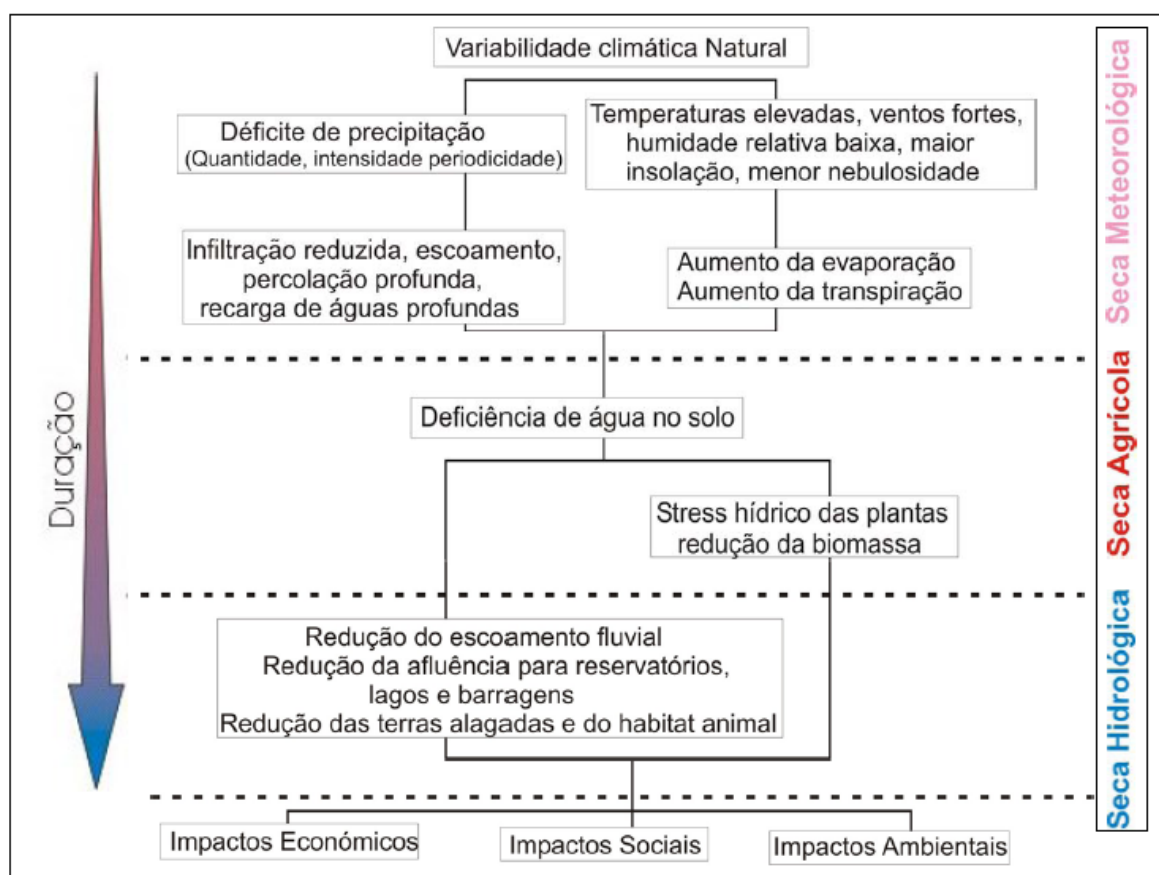 Variabilidade climática Natural
Déficite de precipitação
(Quantidade, intensidade periodicidade)
Temperaturas elevadas, ventos fortes,
humidade relativa baixa, maior
insolação, menor nebulosidade
Infiltração reduzida, escoamento,
percolação profunda,
recarga de águas profundas
Aumento da evaporação
Aumento da transpiração
Seca Meteorológica
Duração
Deficiência de água no solo
Stress hídrico das plantas
redução da biomassa
Seca Agrícola
Redução do escoamento fluvial
Redução da afluência para reservatórios,
lagos e barragens
Redução das terras alagadas e do habitat animal
Seca Hidrológica
Impactos Económicos
Impactos Sociais
Impactos Ambientais